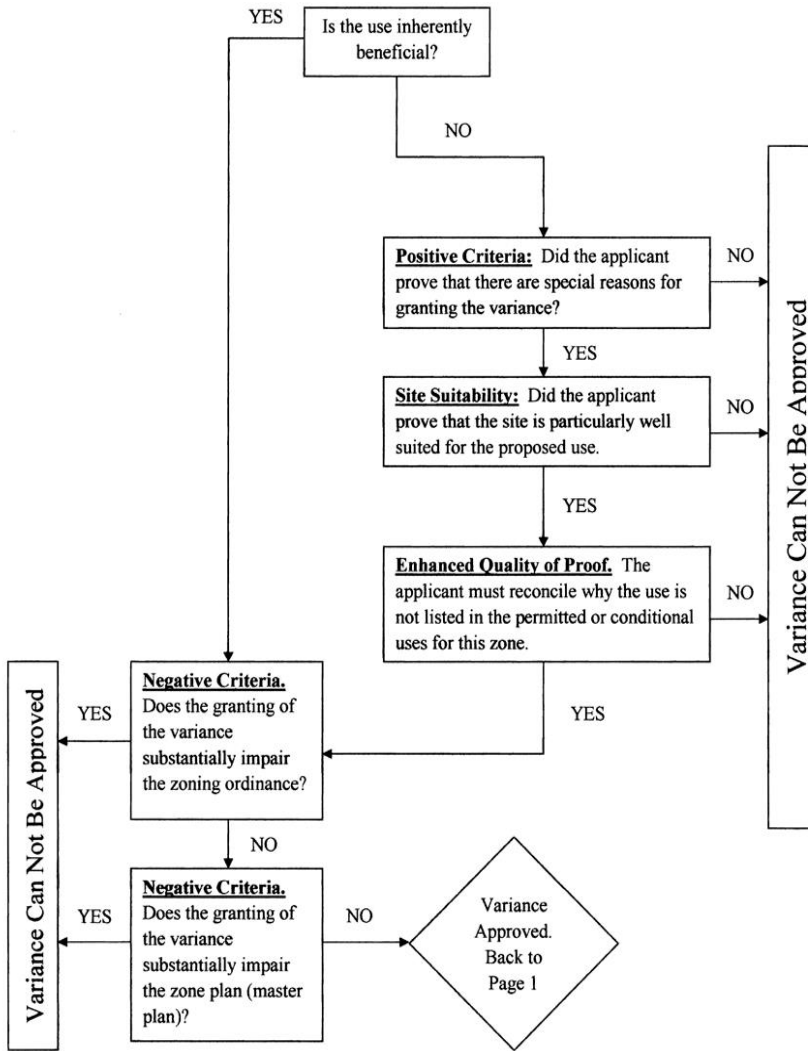 YES
Is the use inherently
beneficial?
NO
Positive Criteria: Did the applicant
prove that there are special reasons for
granting the variance?
NO
YES
Site Suitability: Did the applicant
prove that the site is particularly well
suited for the proposed use.
NO
YES
Enhanced Quality of Proof. The
applicant must reconcile why the use is
not listed in the permitted or conditional
uses for this zone.
NO
YES
Variance Can Not Be Approved
Negative Criteria.
Does the granting of
the variance
substantially impair
the zoning ordinance?
YES
NO
Negative Criteria.
Does the granting of
the variance
substantially impair
the zone plan (master
plan)?
YES
NO
Variance Can Not Be Approved
Variance
Approved.
Back to
Page 1